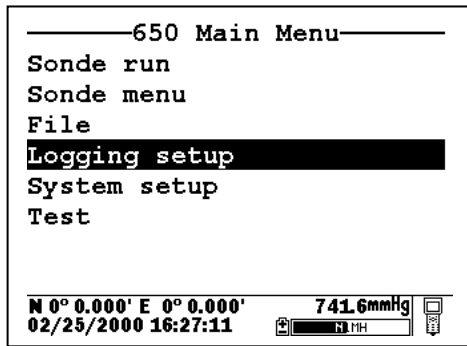 650 Main Menu
Sonde run
Sonde menu
File
Logging setup
System setup
Test
N 0° 0.000' E 0° 0.000' 741.6mmHg
02/25/2000 16:27:11 NiMH